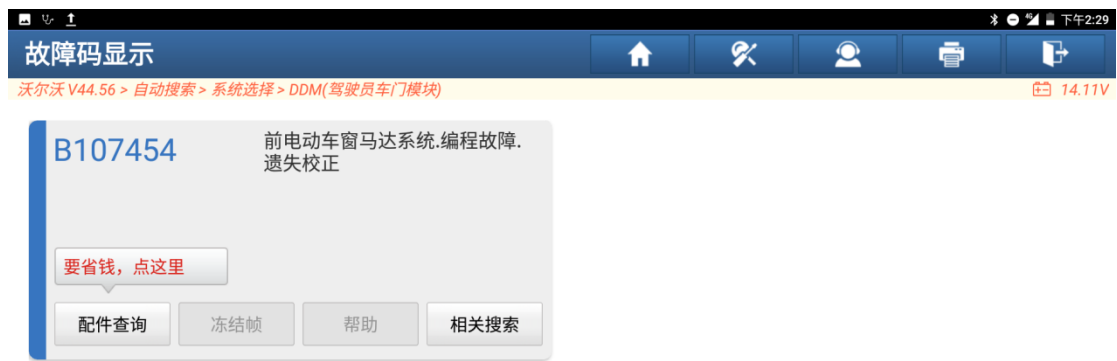 下午2:29
故障码显示
沃尔沃 V44.56 > 自动搜索 > 系统选择 > DDM(驾驶员车门模块)
14.11V
B107454
前电动车窗马达系统.编程故障.
遗失校正
要省钱，点这里
配件查询
冻结帧
帮助
相关搜索